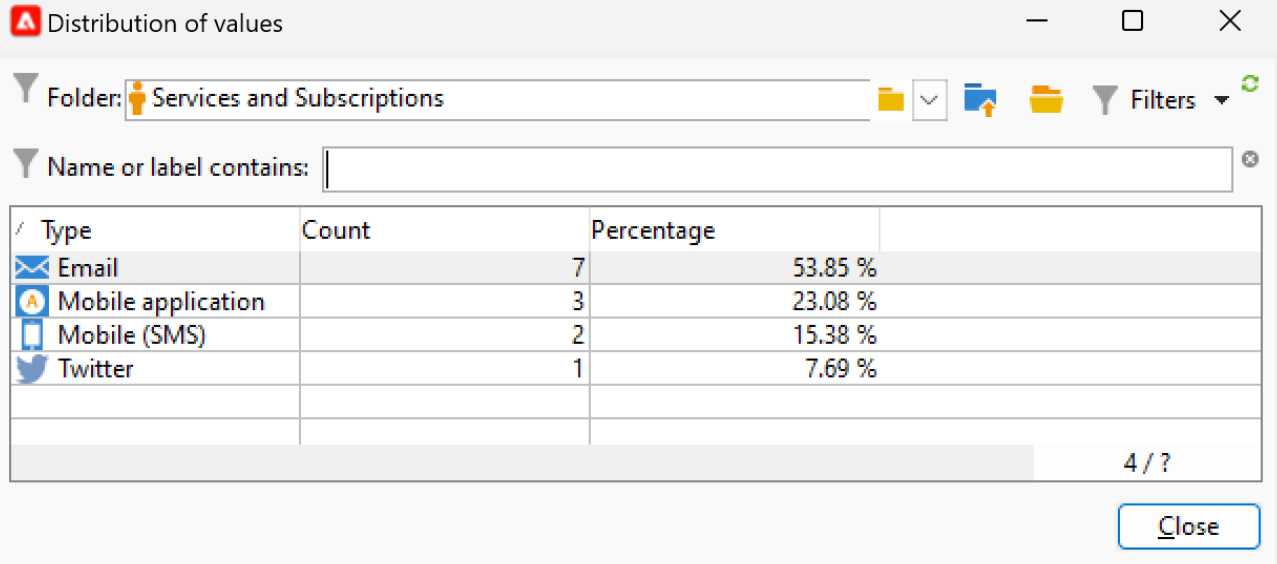 Distribution of values
Folder: Services and Subscriptions Filters
Name or label contains:
Type Count Percentage
Email 7 53.85 %
Mobile application 3 23.08 %
Mobile (SMS) 2 15.38 %
Twitter 1 7.69 %
4 / ?
Close